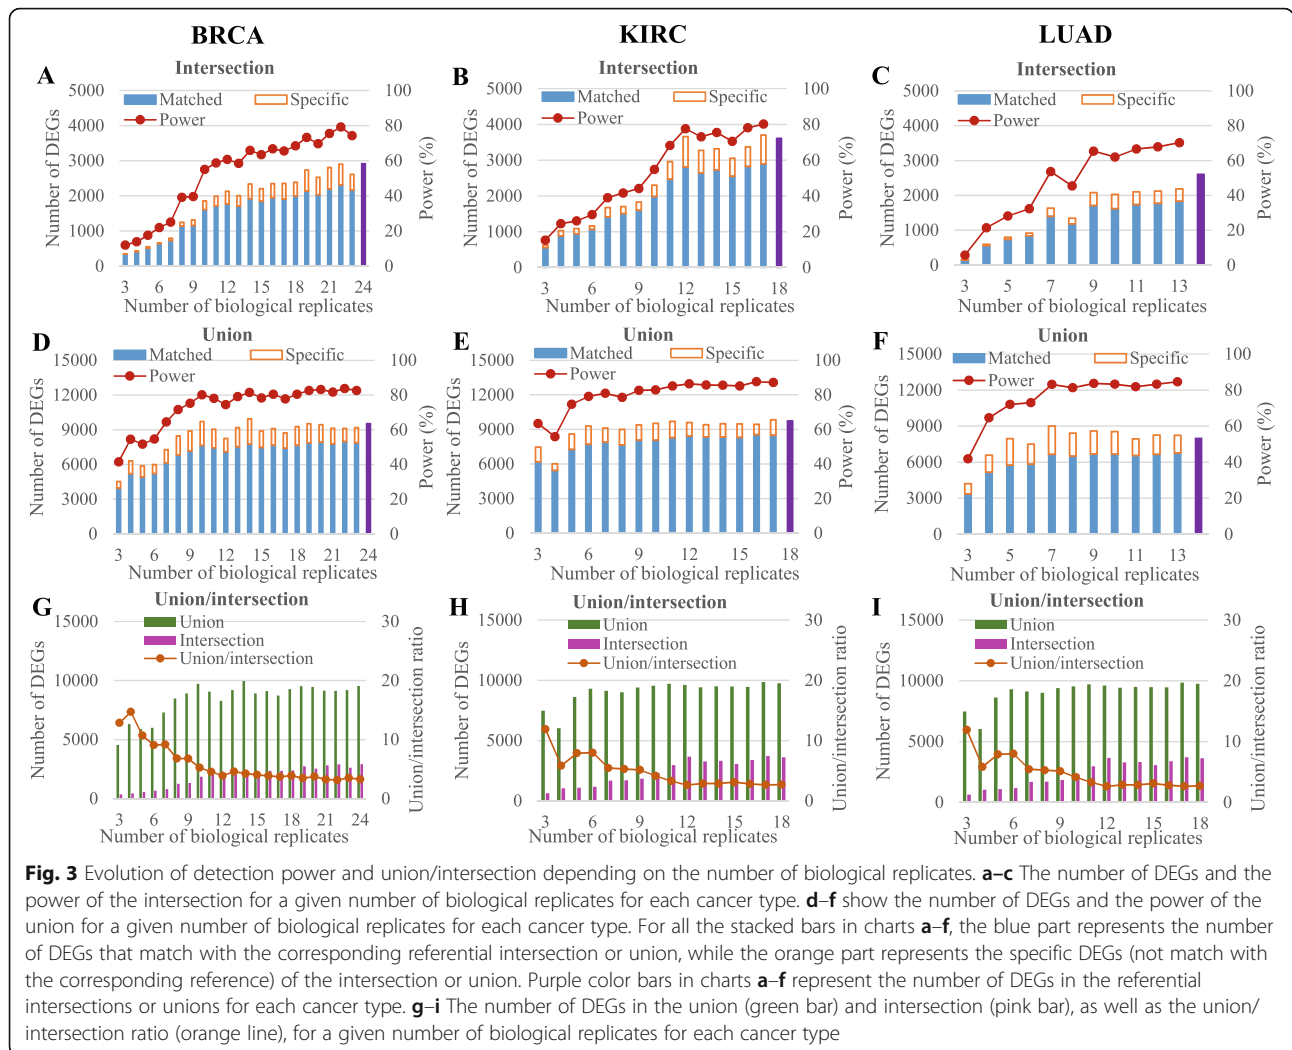 BRCA KIRC LUAD
A Intersection
Number of DEGs
5000 4000 3000 2000 1000 0
Matched Specific
Power
100 80 60 40 20 0
Power (%)
3 6 9 12 15 18 21 24
Number of biological replicates
B Intersection
Number of DEGs
5000 4000 3000 2000 1000 0
Matched Specific
Power
100 80 60 40 20 0
Power (%)
3 6 9 12 15 18
Number of biological replicates
C Intersection
Number of DEGs
5000 4000 3000 2000 1000 0
Matched Specific
Power
100 80 60 40 20 0
Power (%)
3 5 7 9 11 13
Number of biological replicates
D Union
Number of DEGs
15000 12000 9000 6000 3000 0
Matched Specific
Power
100 80 60 40 20 0
Power (%)
3 6 9 12 15 18 21 24
Number of biological replicates
E Union
Number of DEGs
15000 12000 9000 6000 3000 0
Matched Specific
Power
100 80 60 40 20 0
Power (%)
3 6 9 12 15 18
Number of biological replicates
F Union
Number of DEGs
15000 12000 9000 6000 3000 0
Matched Specific
Power
100 80 60 40 20 0
Power (%)
3 5 7 9 11 13
Number of biological replicates
G Union/intersection
Number of DEGs
15000 10000 5000 0
Union
Intersection
Union/intersection
30 20 10 0
Union/intersection ratio
3 6 9 12 15 18 21 24
Number of biological replicates
H Union/intersection
Number of DEGs
15000 10000 5000 0
Union
Intersection
Union/intersection
30 20 10 0
Union/intersection ratio
3 6 9 12 15 18
Number of biological replicates
I Union/intersection
Number of DEGs
15000 10000 5000 0
Union
Intersection
Union/intersection
30 20 10 0
Union/intersection ratio
3 6 9 12 15 18
Number of biological replicates
Fig. 3 Evolution of detection power and union/intersection depending on the number of biological replicates. a–c The number of DEGs and the
power of the intersection for a given number of biological replicates for each cancer type. d–f show the number of DEGs and the power of the
union for a given number of biological replicates for each cancer type. For all the stacked bars in charts a–f, the blue part represents the number
of DEGs that match with the corresponding referential intersection or union, while the orange part represents the specific DEGs (not match with
the corresponding reference) of the intersection or union. Purple color bars in charts a–f represent the number of DEGs in the referential
intersections or unions for each cancer type. g–i The number of DEGs in the union (green bar) and intersection (pink bar), as well as the union/
intersection ratio (orange line), for a given number of biological replicates for each cancer type